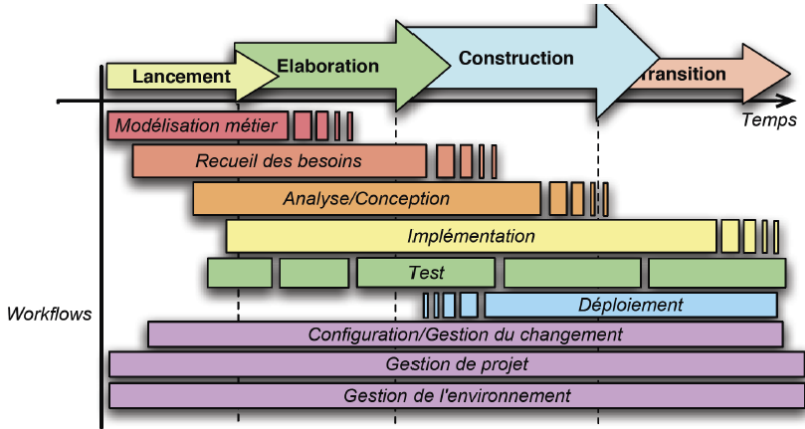 Lancement
Elaboration
Construction
Transition
Temps
Modélisation métier
Recueil des besoins
Analyse/Conception
Implémentation
Test
Déploiement
Workflows
Configuration/Gestion du changement
Gestion de projet
Gestion de l'environnement